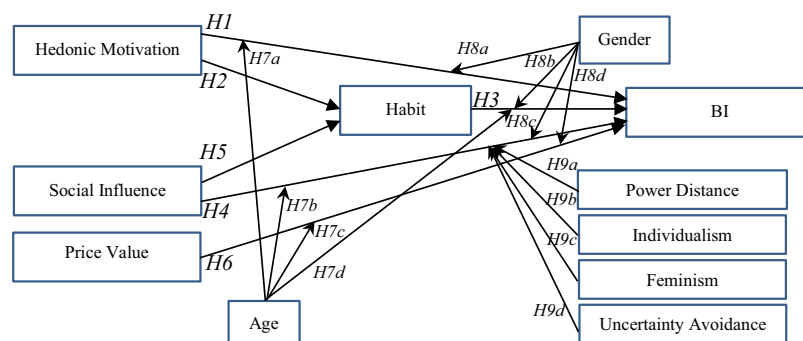 H1
Gender
Hedonic Motivation
H7a
H8a
H8b
H8d
H2
Habit
H3
BI
H8c
H5
H9a
Social Influence
H4
H7b
H9b
Power Distance
H7c
Price Value
H6
H7d
H9c
Individualism
Feminism
Age
H9d
Uncertainty Avoidance